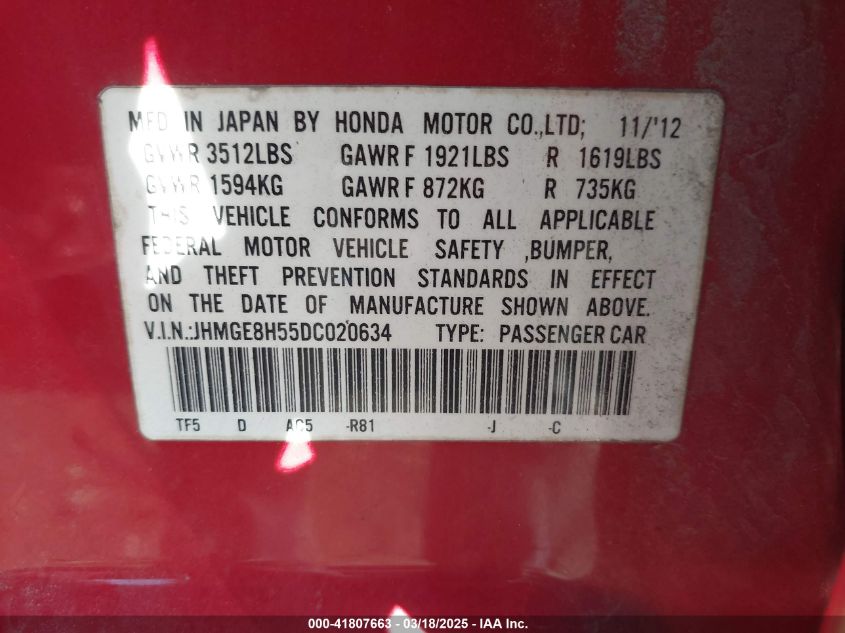 MFD IN JAPAN BY HONDA MOTOR CO.,LTD; 11/'12
GVWR 3512LBS GAWR F 1921LBS R 1619LBS
GVWR 1594KG GAWR F 872KG R 735KG
THIS VEHICLE CONFORMS TO ALL APPLICABLE
FEDERAL MOTOR VEHICLE SAFETY ,BUMPER,
AND THEFT PREVENTION STANDARDS IN EFFECT
ON THE DATE OF MANUFACTURE SHOWN ABOVE.
V.I.N.:JHMGE8H55DC020634 TYPE: PASSENGER CAR
TF5 D AC5 -R81 -J -C
000-41807663 - 03/18/2025 - IAA Inc.